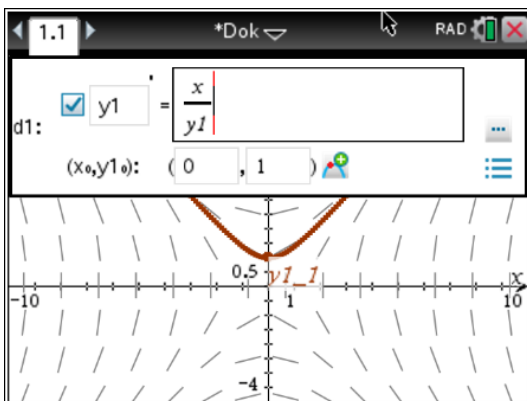 1.1 *Dok RAD
d1: y1 ' = x/y1
(x₀,y1₀): (0,1)
...
0.5 y1_1 x
-10 1 10
-4